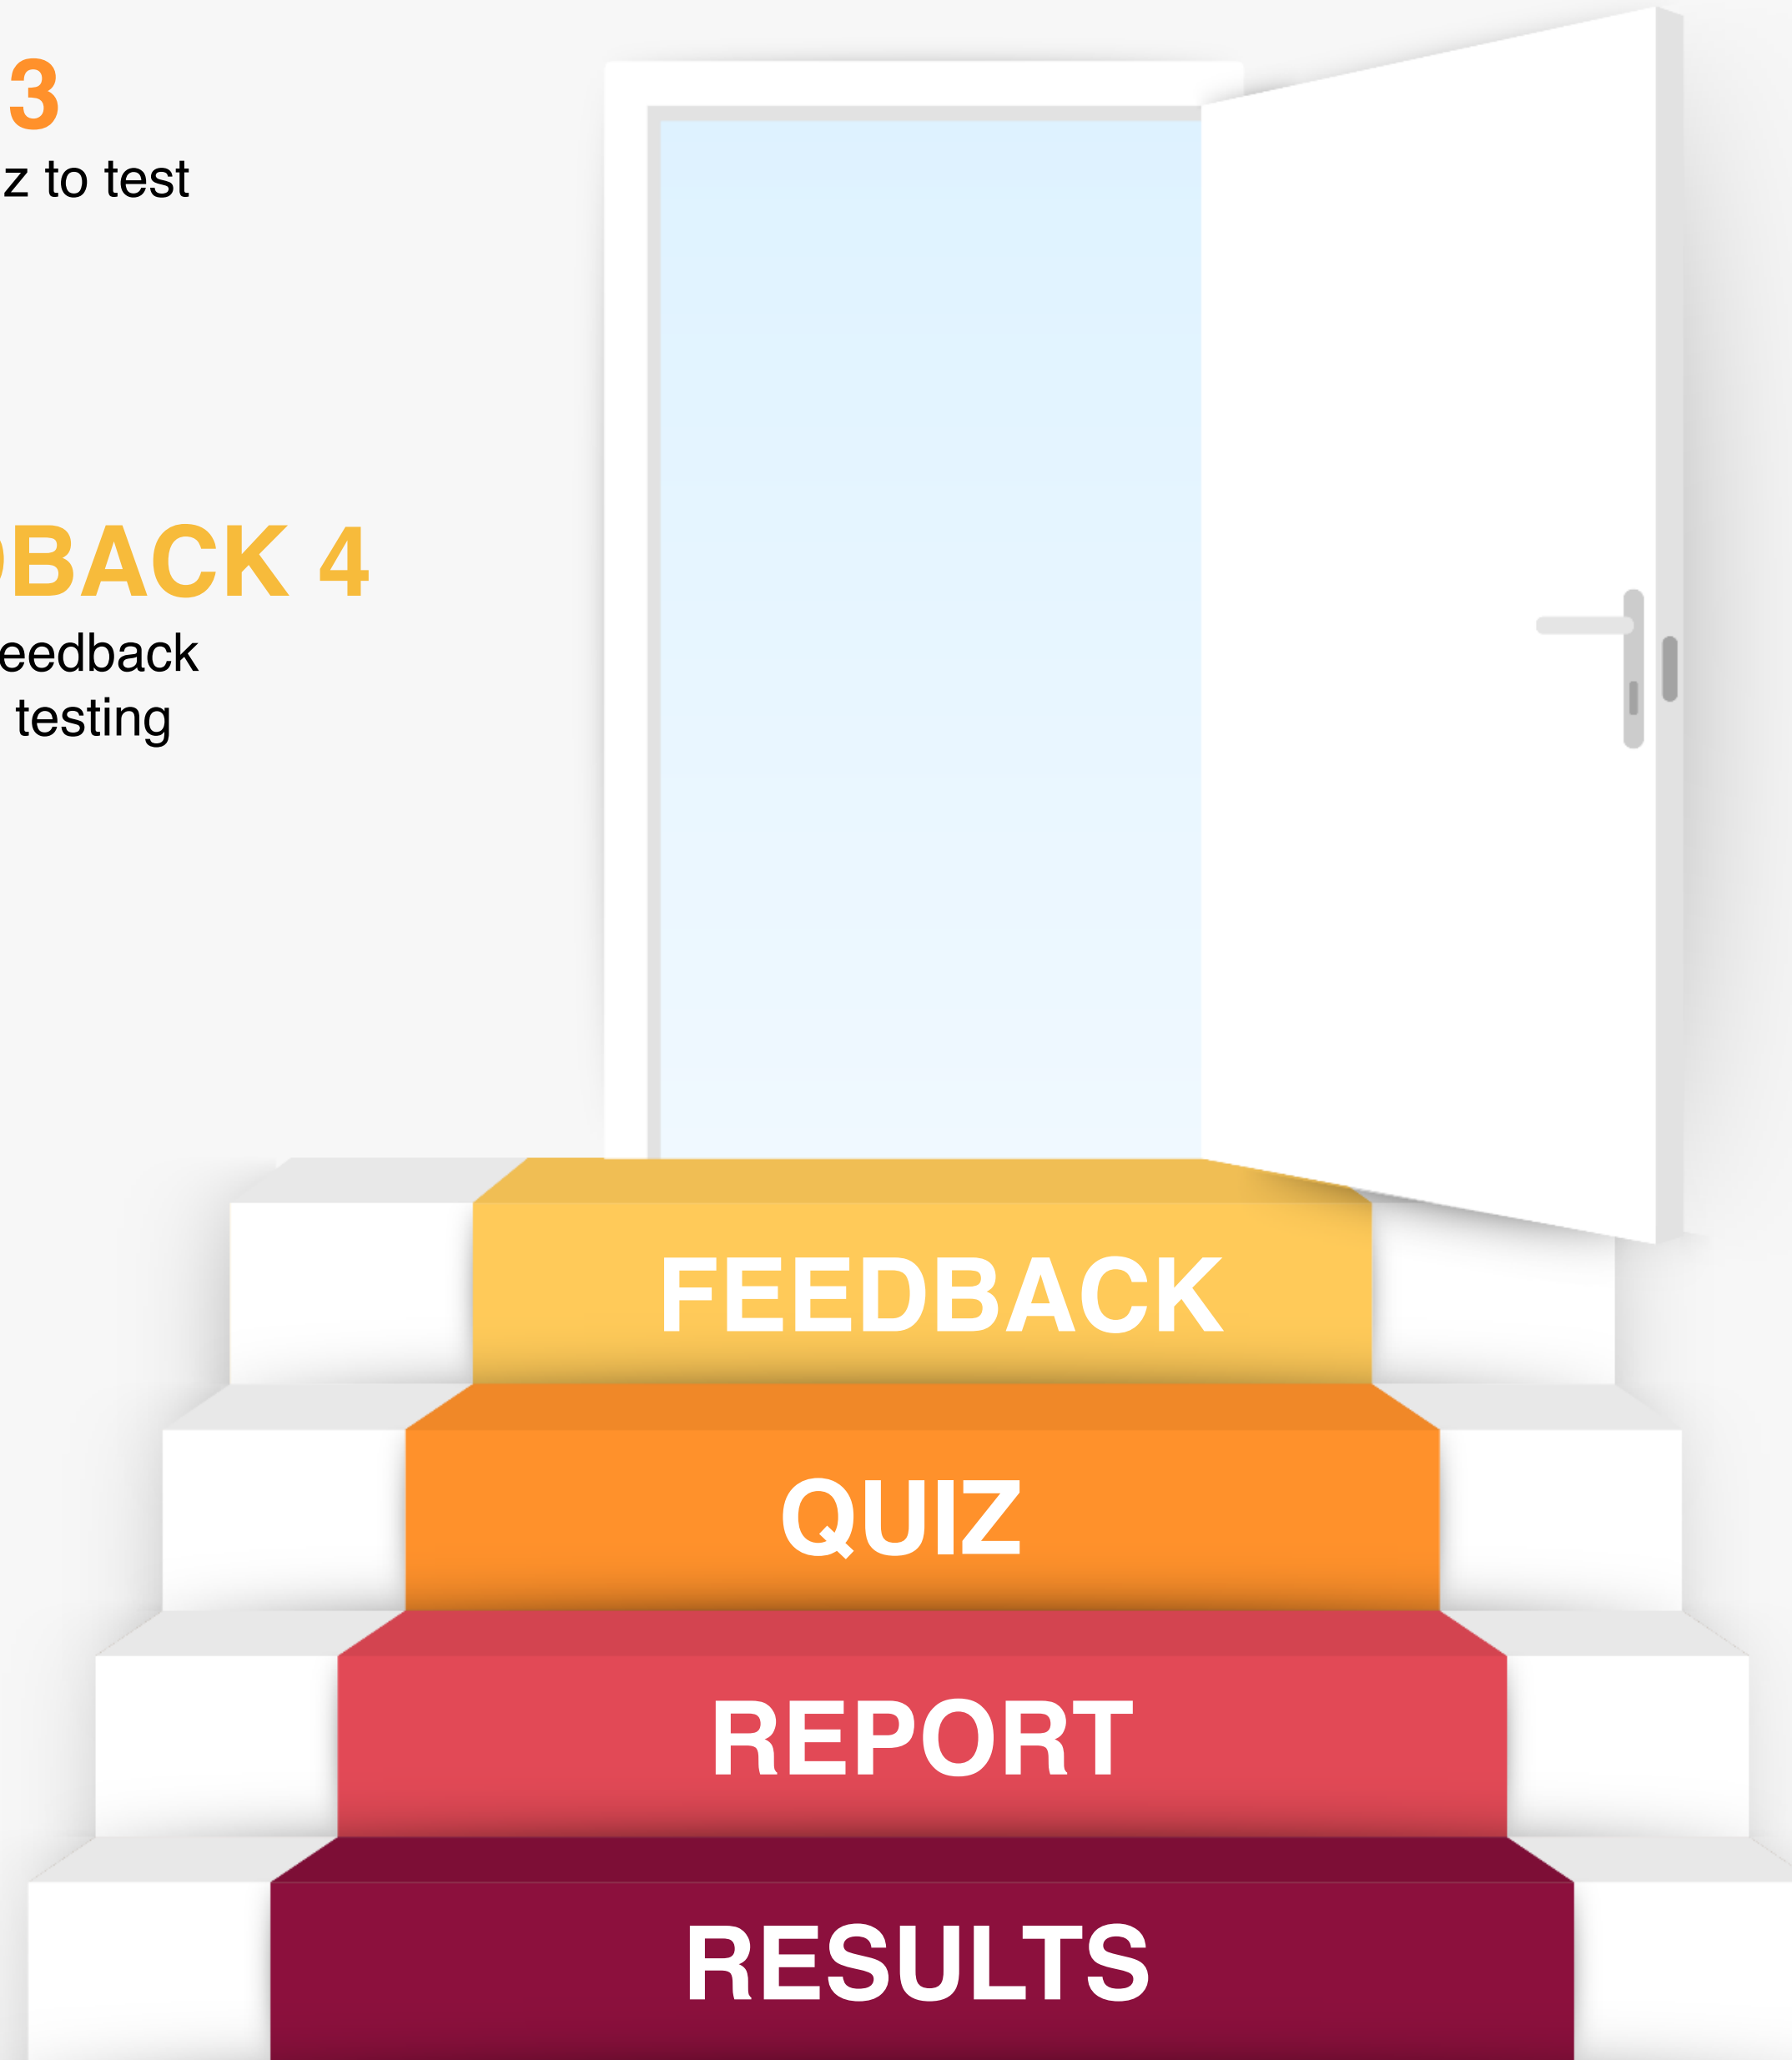 3
z to test
BACK 4
eedback
testing
FEEDBACK
QUIZ
REPORT
RESULTS